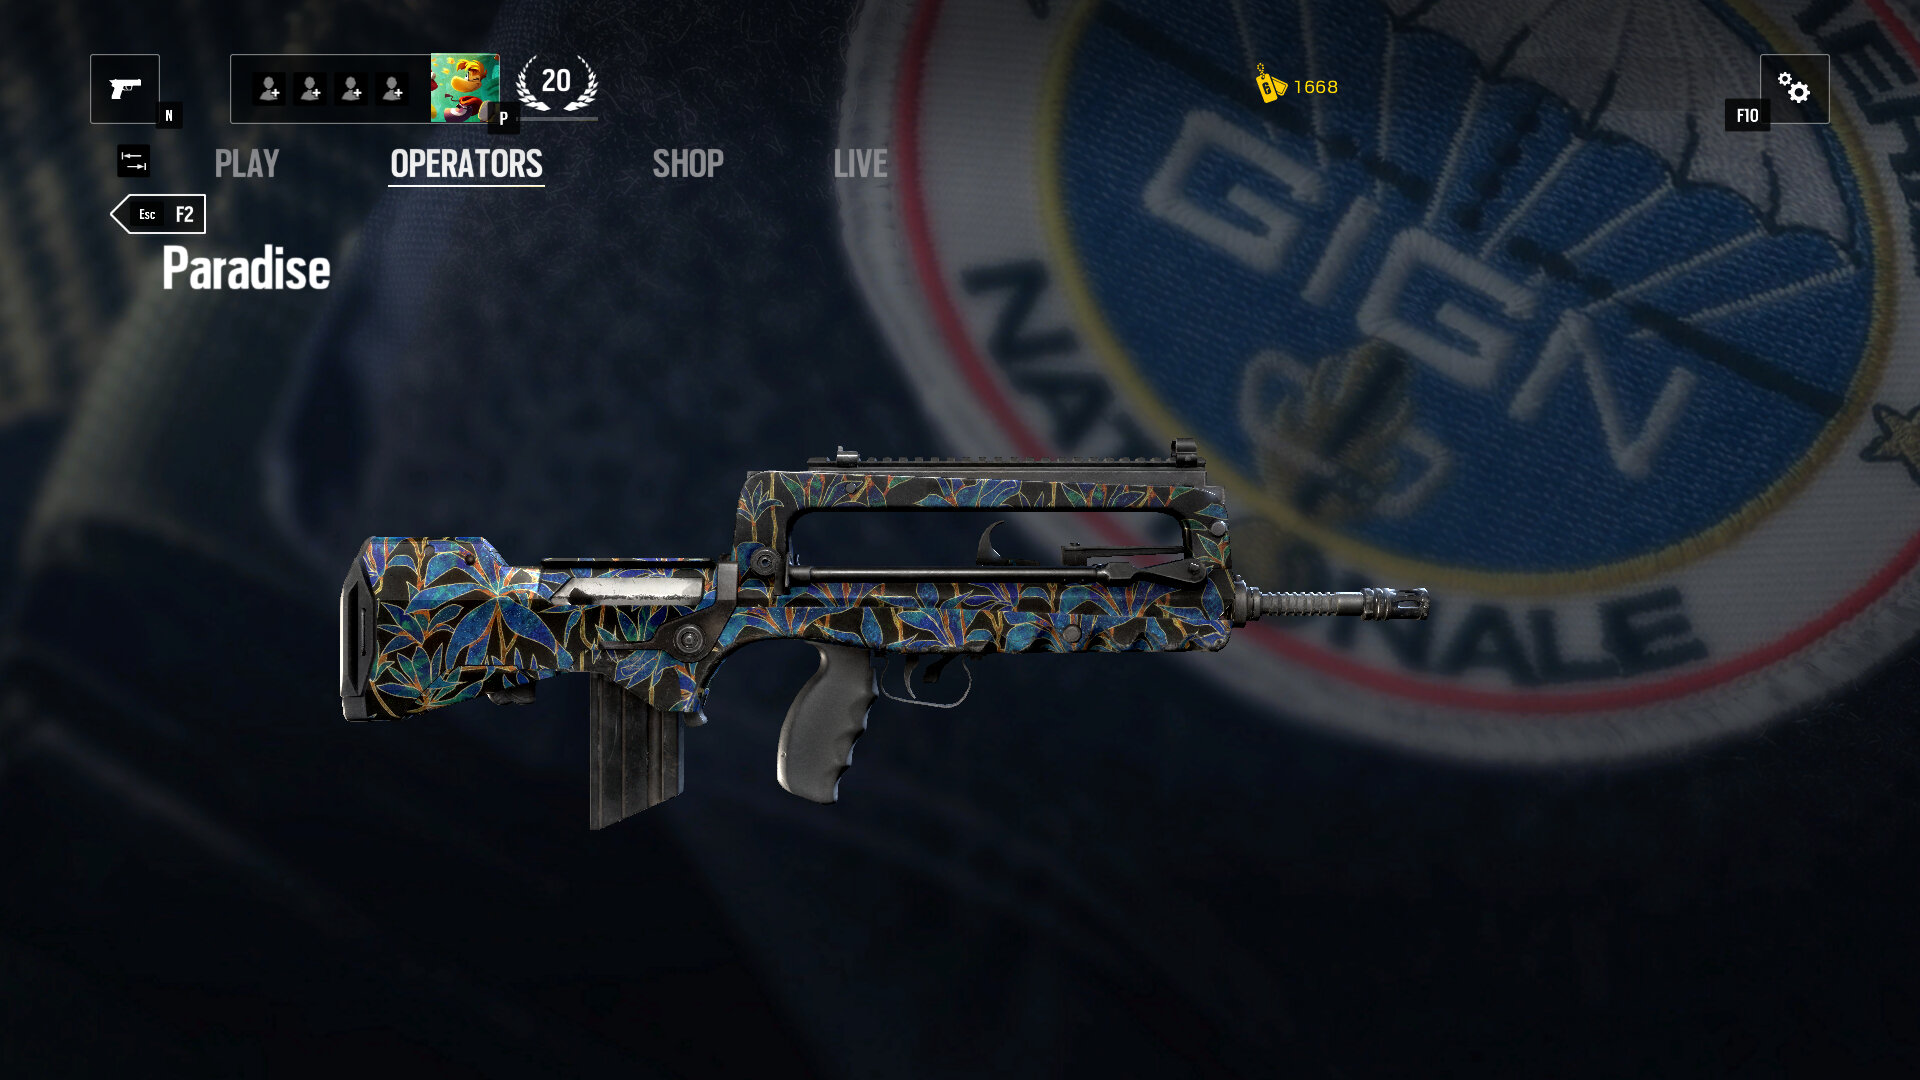 20
1668
N
P
F10
PLAY
OPERATORS
SHOP
LIVE
Esc
F2
Paradise
GIGN
NALE